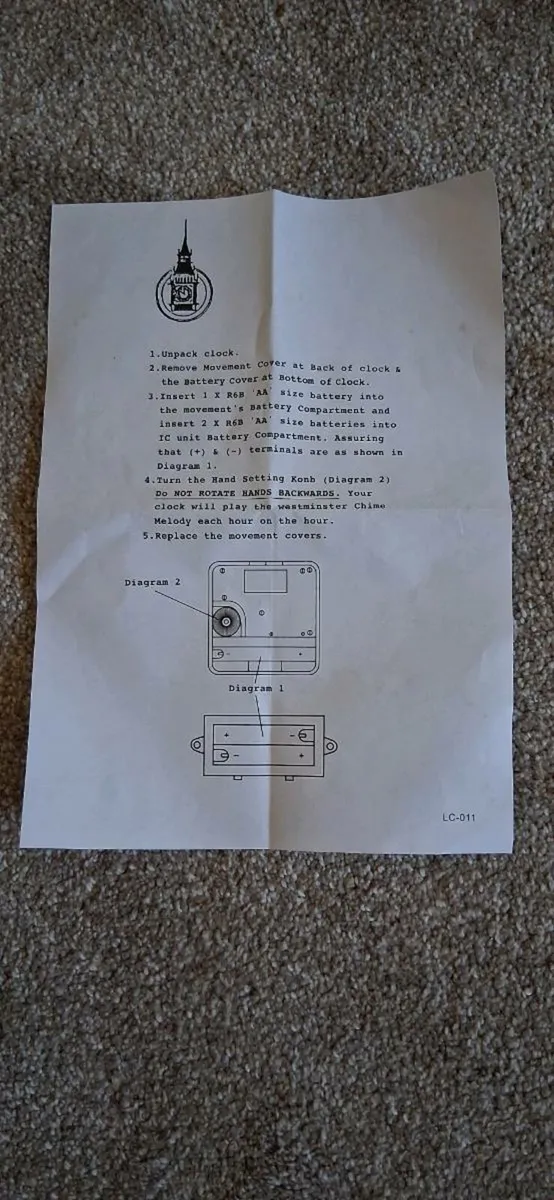 1.Unpack clock.
2.Remove Movement Cover at Back of clock &
the Battery Cover at Bottom of Clock.
3.Insert 1 X R6B 'AA' size battery into
the movement's Battery Compartment and
insert 2 X R6B 'AA' size batteries into
IC unit Battery Compartment. Assuring
that (+) & (-) terminals are as shown in
Diagram 1.
4.Turn the Hand Setting Konb (Diagram 2)
Do NOT ROTATE HANDS BACKWARDS. Your
clock will play the westminster Chime
Melody each hour on the hour.
5.Replace the movement covers.
Diagram 2
- +
Diagram 1
+ -
- +
LC-011